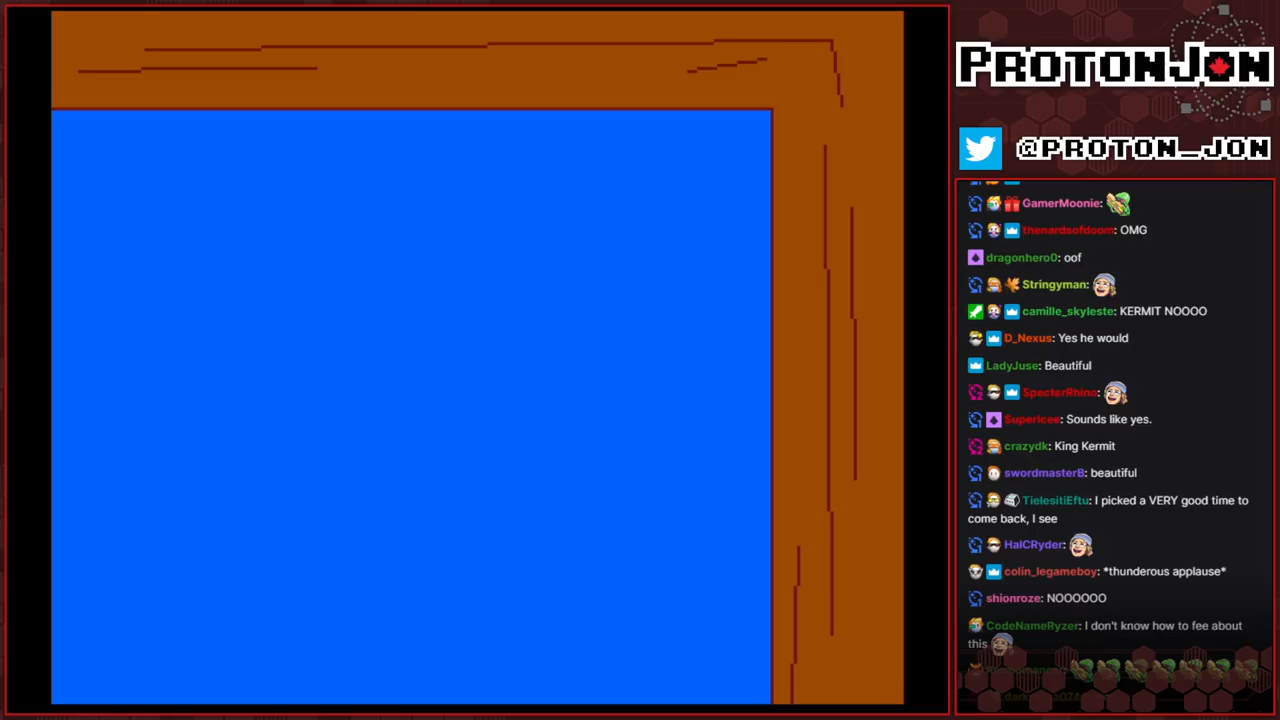 PROTONJON
@PROTON_JON
GamerMoonie:
thenardsofdoom: OMG
dragonhero0: oof
Stringyman:
camille_skyleste: KERMIT NOOOO
D_Nexus: Yes he would
LadyJuse: Beautiful
SpecterRhino:
SuperIcee: Sounds like yes.
crazydk: King Kermit
swordmasterB: beautiful
TielesitiEftu: I picked a VERY good time to
come back, I see
HalCRyder:
colin_legameboy: *thunderous applause*
shionroze: NOOOOOO
CodeNameRyzer: I don't know how to fee about
this